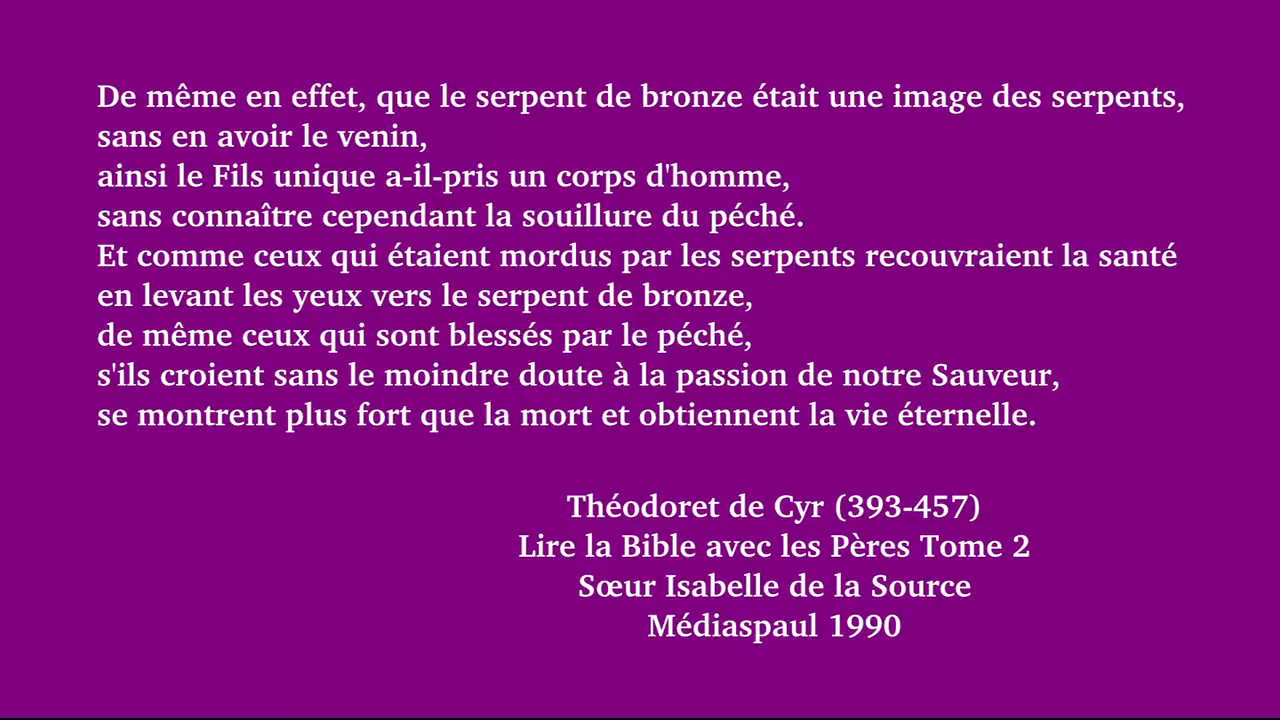 De même en effet, que le serpent de bronze était une image des serpents,
sans en avoir le venin,
ainsi le Fils unique a-il-pris un corps d'homme,
sans connaître cependant la souillure du péché.
Et comme ceux qui étaient mordus par les serpents recouvraient la santé
en levant les yeux vers le serpent de bronze,
de même ceux qui sont blessés par le péché,
s'ils croient sans le moindre doute à la passion de notre Sauveur,
se montrent plus fort que la mort et obtiennent la vie éternelle.
Théodoret de Cyr (393-457)
Lire la Bible avec les Pères Tome 2
Sœur Isabelle de la Source
Médiaspaul 1990